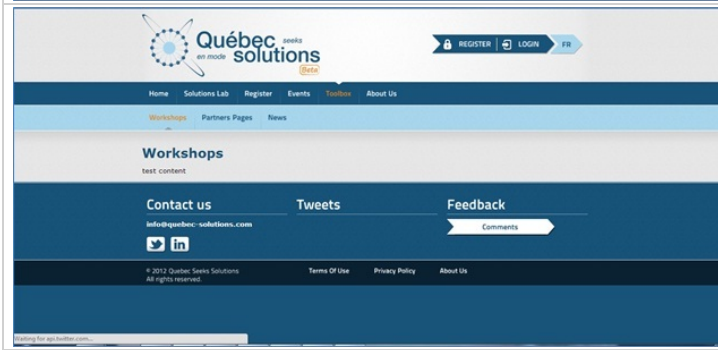 Québec seeks
en mode solutions
Beta
REGISTER LOGIN FR
Home Solutions Lab Register Events Toolbox About Us
Workshops Partners Pages News
Workshops
test content
Contact us Tweets Feedback
info@quebec-solutions.com Comments
© 2012 Quebec Seeks Solutions Terms Of Use Privacy Policy About Us
All rights reserved.
Waiting for api.twitter.com...